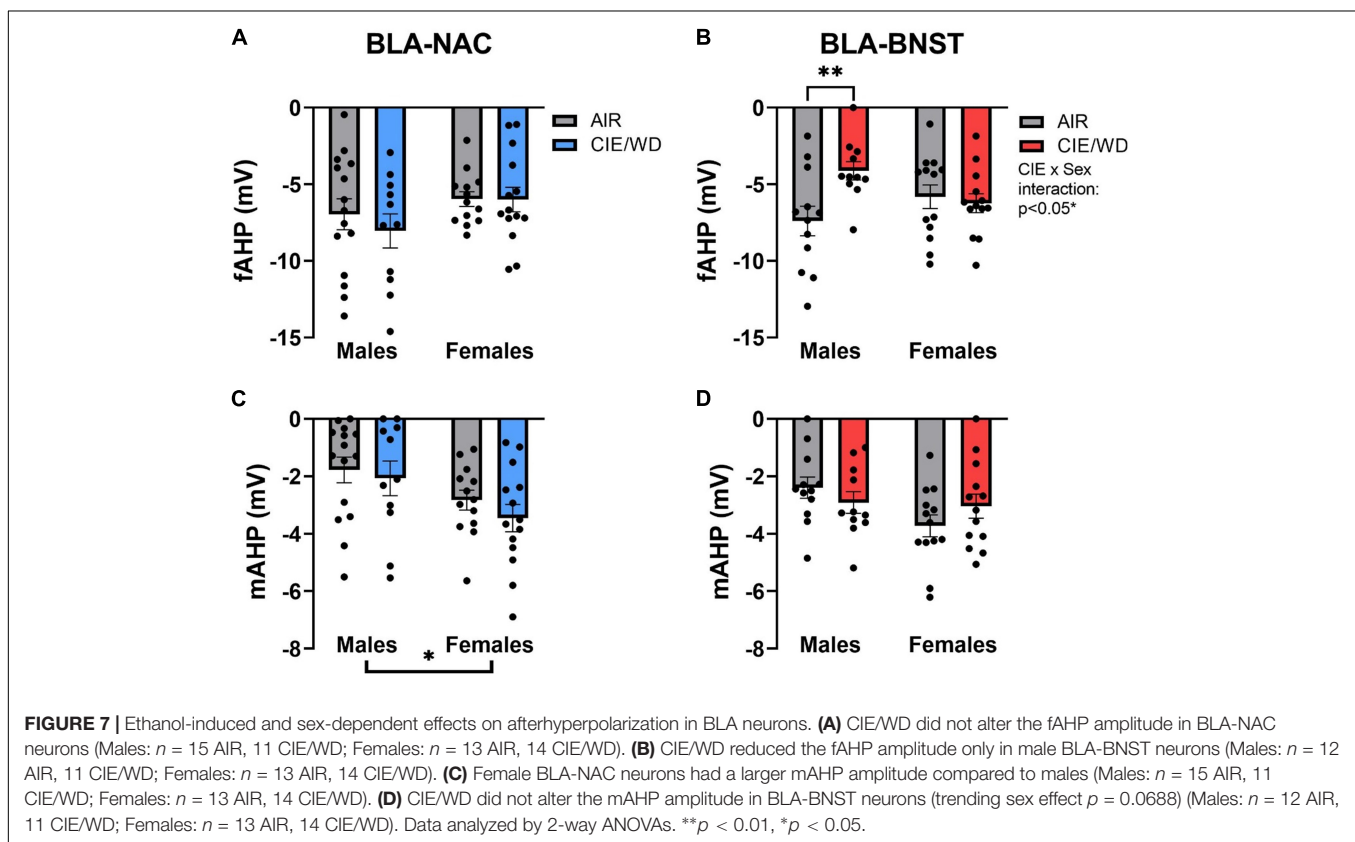 A
BLA-NAC
0
-5
-10
-15
fAHP (mV)
Males
Females
AIR
CIE/WD
B
BLA-BNST
**
0
-5
-10
-15
fAHP (mV)
Males
Females
AIR
CIE/WD
CIE x Sex
interaction:
p<0.05*
C
0
-2
-4
-6
-8
mAHP (mV)
Males
Females
*
D
0
-2
-4
-6
-8
mAHP (mV)
Males
Females
FIGURE 7 | Ethanol-induced and sex-dependent effects on afterhyperpolarization in BLA neurons. (A) CIE/WD did not alter the fAHP amplitude in BLA-NAC
neurons (Males: n = 15 AIR, 11 CIE/WD; Females: n = 13 AIR, 14 CIE/WD). (B) CIE/WD reduced the fAHP amplitude only in male BLA-BNST neurons (Males: n = 12
AIR, 11 CIE/WD; Females: n = 13 AIR, 14 CIE/WD). (C) Female BLA-NAC neurons had a larger mAHP amplitude compared to males (Males: n = 15 AIR, 11
CIE/WD; Females: n = 13 AIR, 14 CIE/WD). (D) CIE/WD did not alter the mAHP amplitude in BLA-BNST neurons (trending sex effect p = 0.0688) (Males: n = 12 AIR,
11 CIE/WD; Females: n = 13 AIR, 14 CIE/WD). Data analyzed by 2-way ANOVAs. **p < 0.01, *p < 0.05.